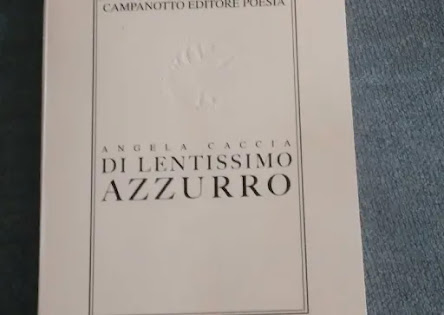 CAMPANOTTO EDITORE POESIA
ANGELA CACCIA
DI LENTISSIMO
AZZURRO